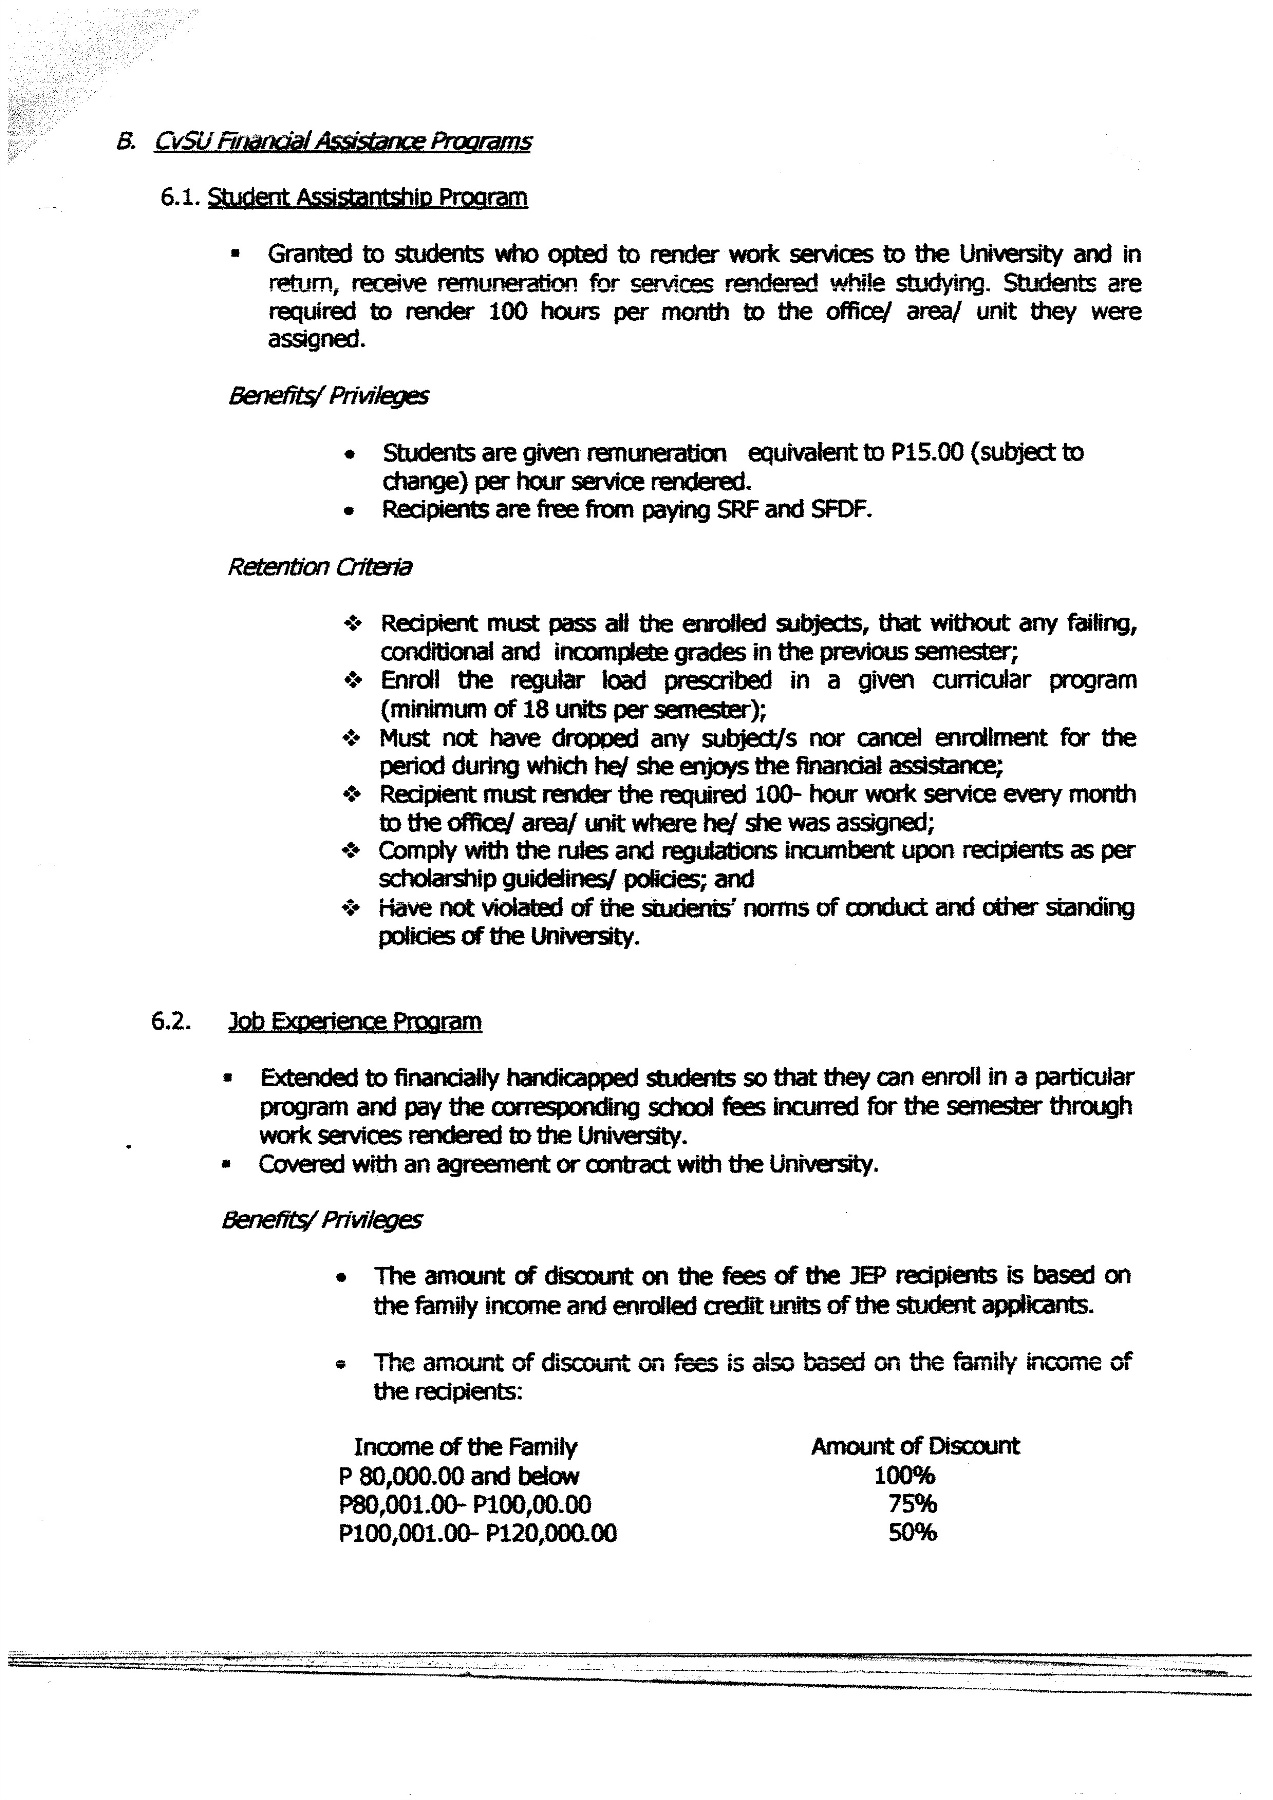 B. CvSU Financial Assistance Programs
6.1. Student Assistantship Program
▪ Granted to students who opted to render work services to the University and in
return, receive remuneration for services rendered while studying. Students are
required to render 100 hours per month to the office/ area/ unit they were
assigned.
Benefits/ Privileges
• Students are given remuneration equivalent to P15.00 (subject to
change) per hour service rendered.
• Recipients are free from paying SRF and SFDF.
Retention Criteria
❖ Recipient must pass all the enrolled subjects, that without any failing,
conditional and incomplete grades in the previous semester;
❖ Enroll the regular load prescribed in a given curricular program
(minimum of 18 units per semester);
❖ Must not have dropped any subject/s nor cancel enrollment for the
period during which he/ she enjoys the financial assistance;
❖ Recipient must render the required 100- hour work service every month
to the office/ area/ unit where he/ she was assigned;
❖ Comply with the rules and regulations incumbent upon recipients as per
scholarship guidelines/ policies; and
❖ Have not violated of the students' norms of conduct and other standing
policies of the University.
6.2. Job Experience Program
▪ Extended to financially handicapped students so that they can enroll in a particular
program and pay the corresponding school fees incurred for the semester through
work services rendered to the University.
▪ Covered with an agreement or contract with the University.
Benefits/ Privileges
• The amount of discount on the fees of the JEP recipients is based on
the family income and enrolled credit units of the student applicants.
• The amount of discount on fees is also based on the family income of
the recipients:
Income of the Family Amount of Discount
P 80,000.00 and below 100%
P80,001.00- P100,00.00 75%
P100,001.00- P120,000.00 50%